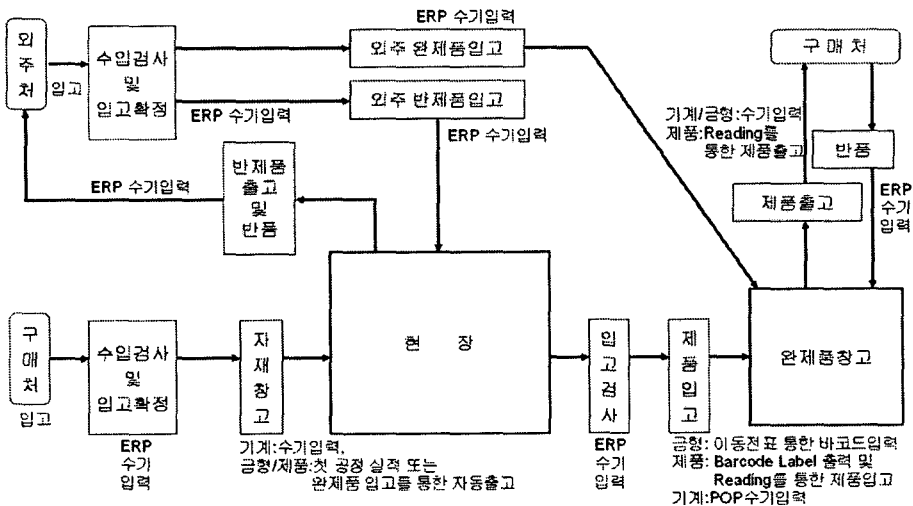 외주처
입고
수입검사
및
입고확정
ERP 수기입력
외주 완제품입고
ERP 수기입력
외주 반제품입고
ERP 수기입력
ERP 수기입력
반제품
출고
및
반품
구매처
기계/금형:수기입력
제품:Reading를
통한 제품출고
반품
제품출고
ERP
수기
입력
구매처
입고
수입검사
및
입고확정
ERP
수기
입력
자재창고
기계:수기입력,
금형/제품:첫 공정 실적 또는
완제품 입고를 통한 자동출고
현 장
입고검사
ERP
수기
입력
제품입고
완제품창고
금형: 이동전표 통한 바코드입력
제품: Barcode Label 출력 및
Reading를 통한 제품입고
기계:POP수기입력